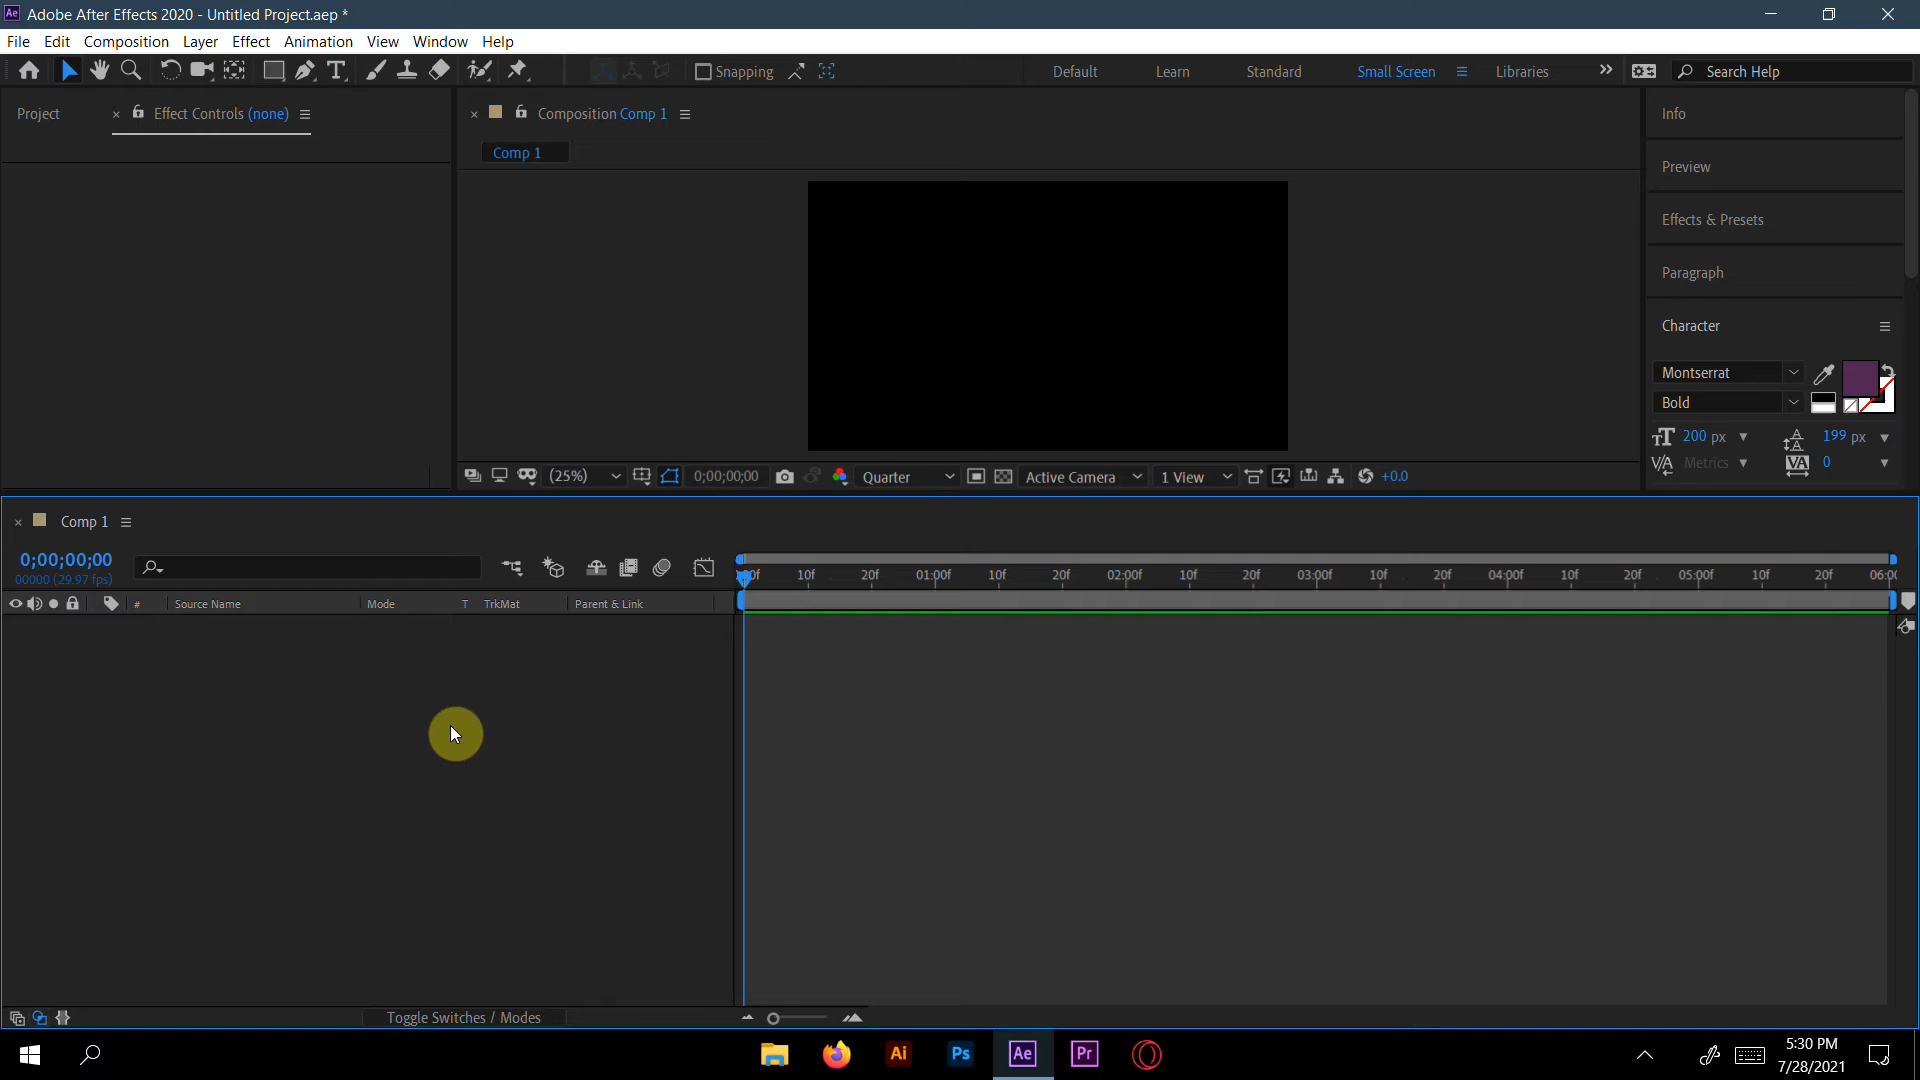 Ae Adobe After Effects 2020 - Untitled Project.aep *
File Edit Composition Layer Effect Animation View Window Help
Snapping Default Learn Standard Small Screen Libraries Search Help
Project Effect Controls (none) Composition Comp 1 Info
Comp 1
Preview
Effects & Presets
Paragraph
Character
Montserrat
Bold
200 px 199 px
Metrics 0
(25%) 0;00;00;00 Quarter Active Camera 1 View +0.0
Comp 1
0;00;00;00
00000 (29.97 fps)
10f 20f 01:00f 10f 20f 02:00f 10f 20f 03:00f 10f 20f 04:00f 10f 20f 05:00f 10f 20f
# Source Name Mode T TrkMat Parent & Link
Toggle Switches / Modes
Ai Ps Ae Pr
5:30 PM
7/28/2021